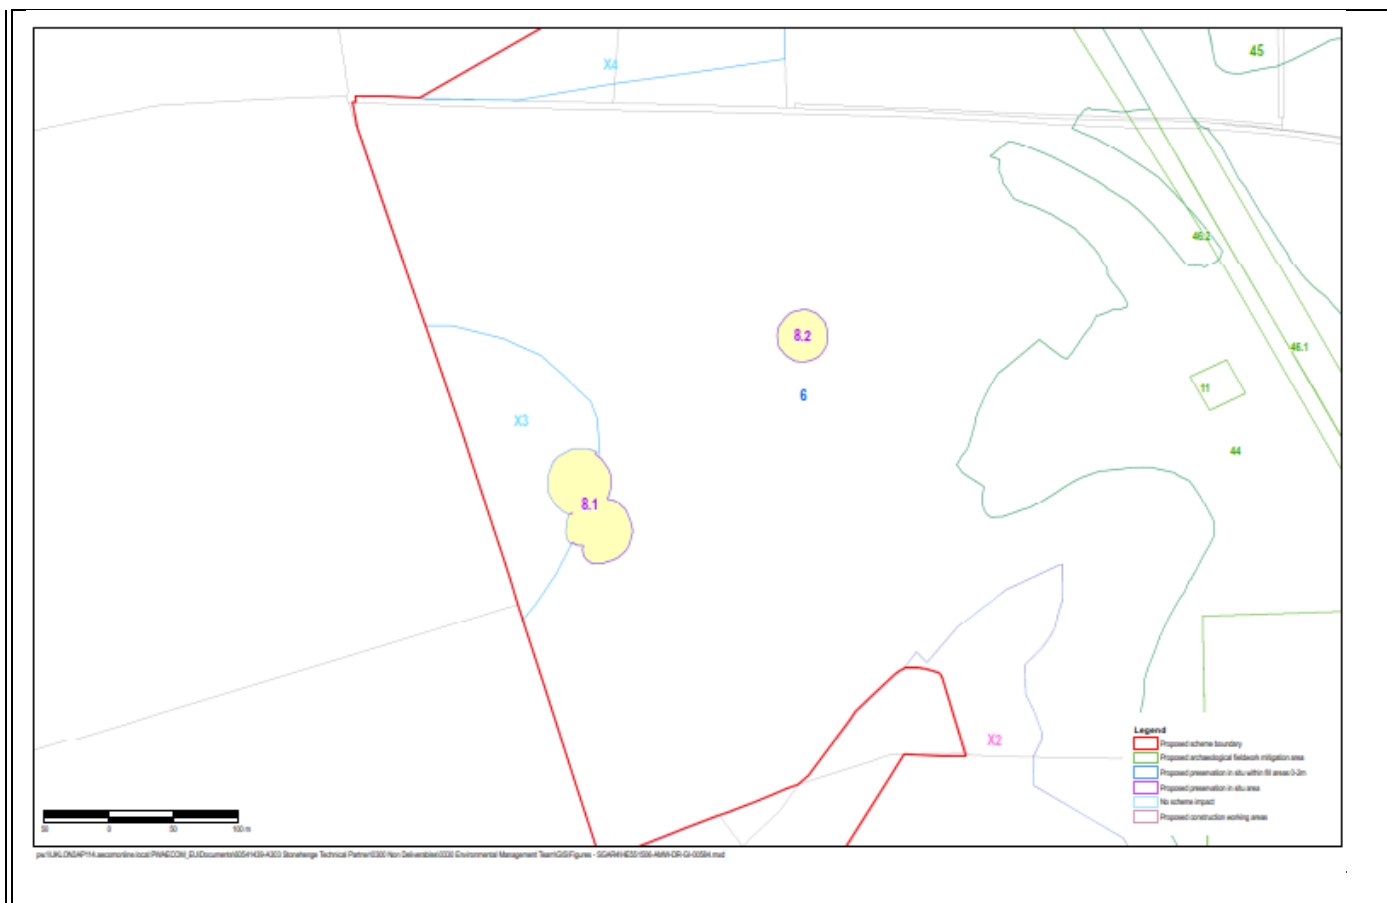 45
X4
46.2
8.2
46.1
6
11
X3
44
8.1
X2
Legend
Proposed scheme boundary
Proposed archaeological fieldwork mitigation area
Proposed preservation in situ within fill areas 0-2m
Proposed preservation in situ area
No scheme impact
Proposed construction working areas
50 0 50 100 m